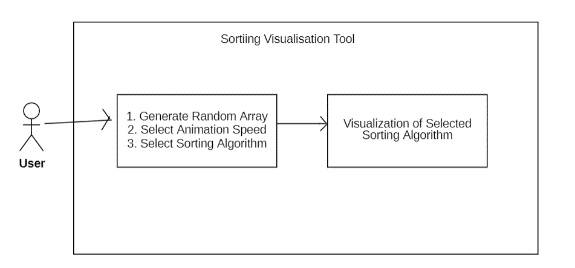 Sortiing Visualisation Tool
1. Generate Random Array
2. Select Animation Speed
3. Select Sorting Algorithm
Visualization of Selected
Sorting Algorithm
User